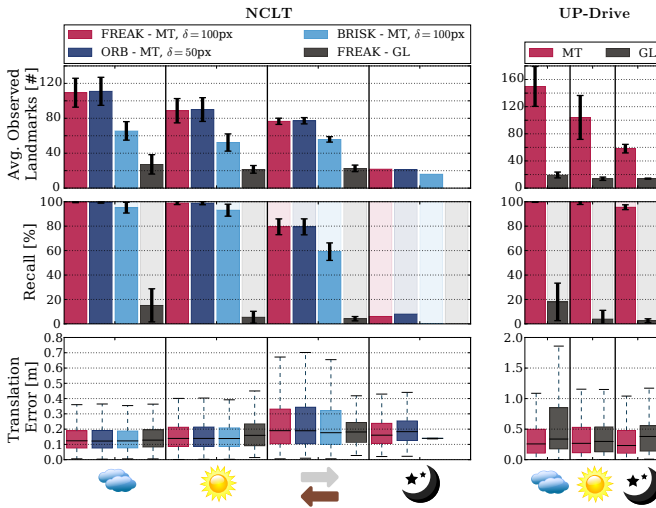 NCLT
UP-Drive
FREAK - MT, δ=100px
BRISK - MT, δ=100px
ORB - MT, δ=50px
FREAK - GL
MT
GL
Avg. Observed
Landmarks [#]
120
80
40
0
160
120
80
40
0
Recall [%]
100
80
60
40
20
0
100
80
60
40
20
0
Translation
Error [m]
0.8
0.7
0.6
0.5
0.4
0.3
0.2
0.1
0.0
2.0
1.5
1.0
0.5
0.0